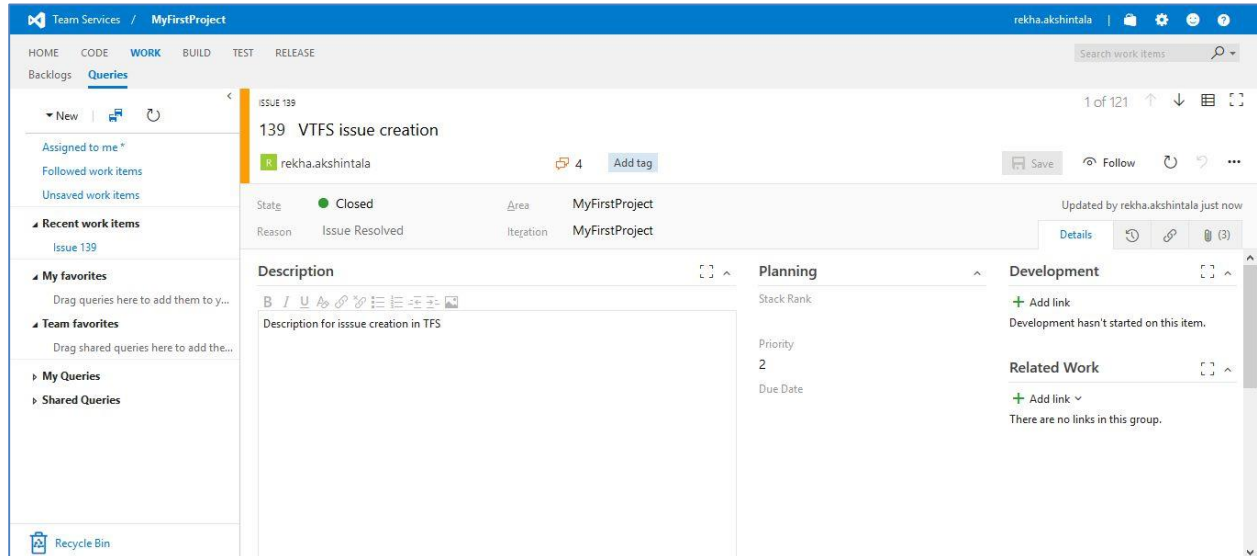 Team Services / MyFirstProject
rekha.akshintala
HOME CODE WORK BUILD TEST RELEASE
Search work items
Backlogs Queries
New
Assigned to me *
Followed work items
Unsaved work items
Recent work items
Issue 139
My favorites
Drag queries here to add them to y...
Team favorites
Drag shared queries here to add the...
My Queries
Shared Queries
Recycle Bin
ISSUE 139
1 of 121
139 VTFS issue creation
R rekha.akshintala
4
Add tag
Save
Follow
State Closed
Area MyFirstProject
Updated by rekha.akshintala just now
Reason Issue Resolved
Iteration MyFirstProject
Details
(3)
Description
B I U
Description for isssue creation in TFS
Planning
Stack Rank
Priority
2
Due Date
Development
+ Add link
Development hasn't started on this item.
Related Work
+ Add link
There are no links in this group.